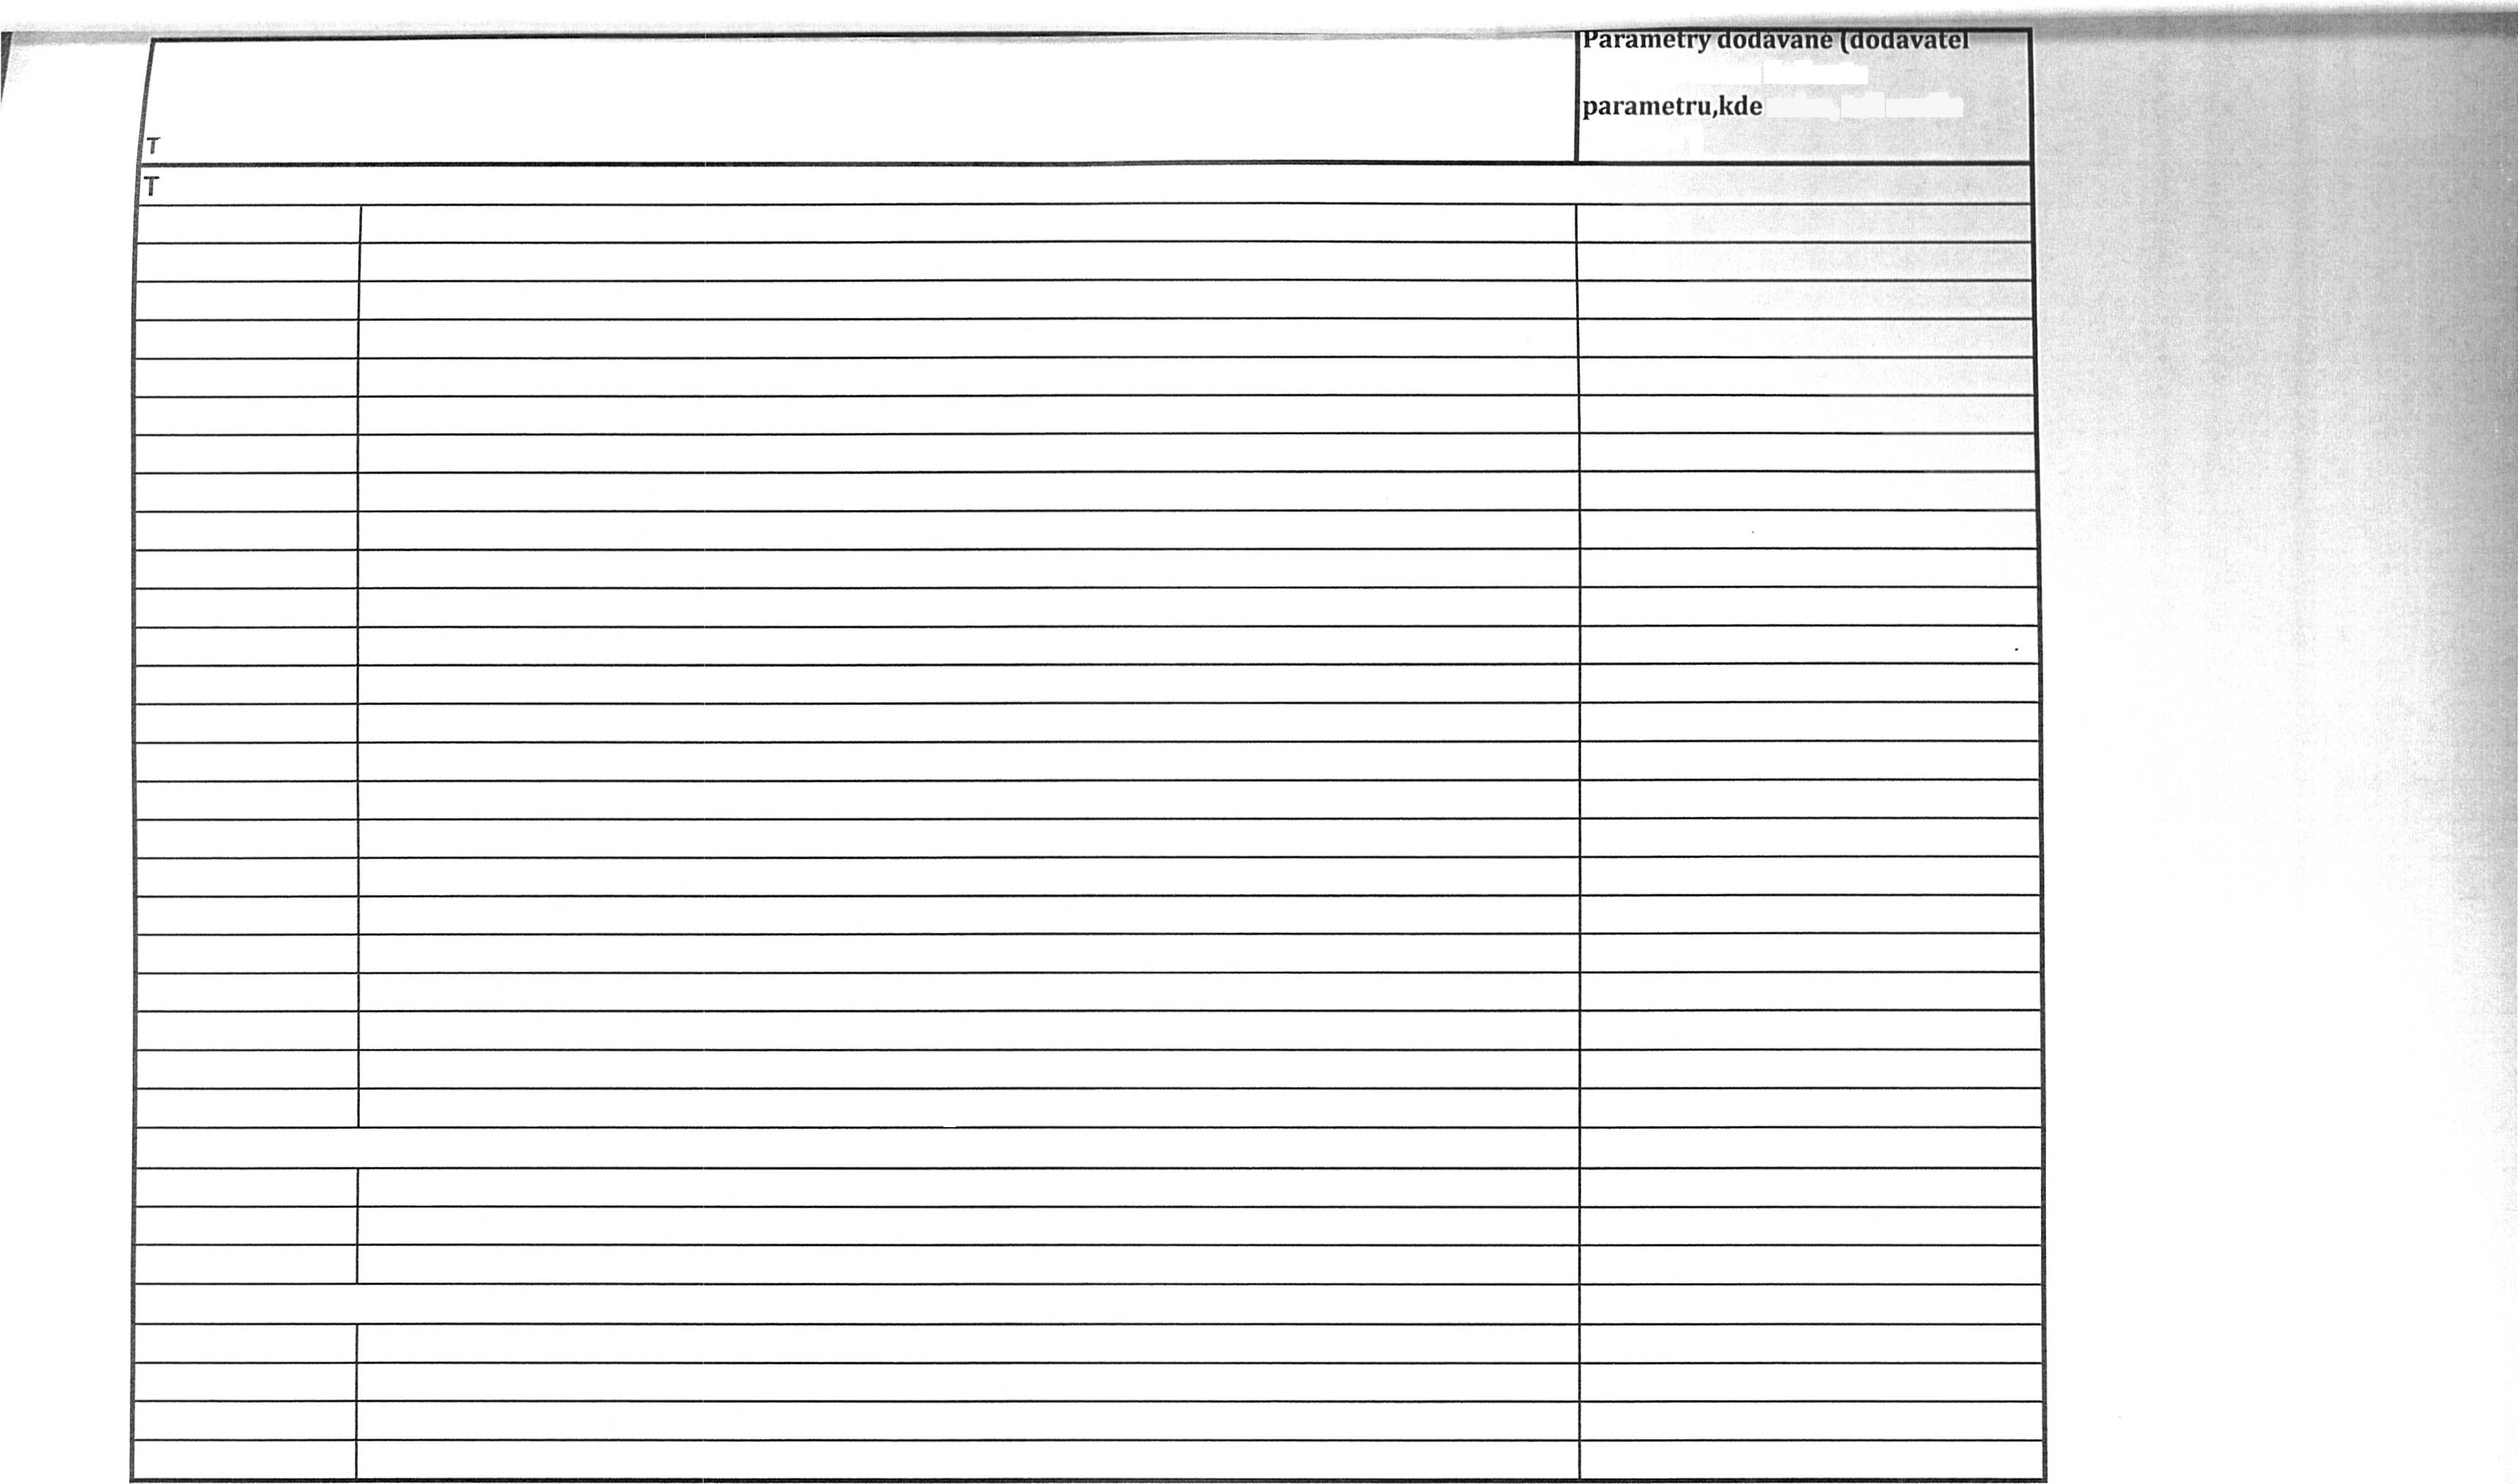 Parametry dodávané (dodavatel
parametru,kde
T
T